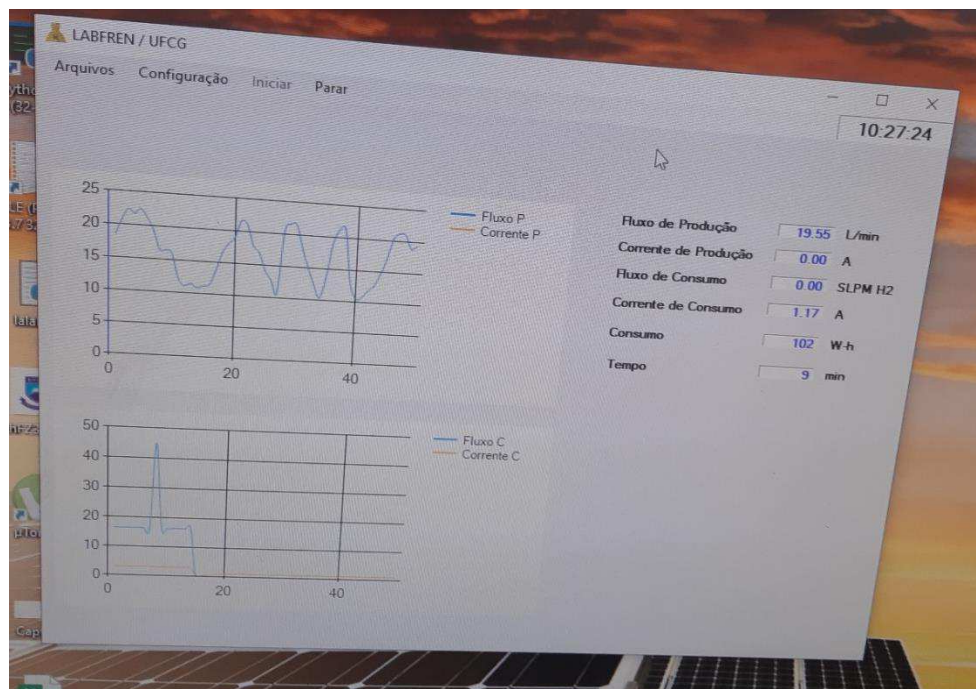 LABFREN / UFCG
Arquivos Configuração Iniciar Parar
10:27:24
25
20
15
10
5
0
0 20 40
Fluxo P
Corrente P
50
40
30
20
10
0
0 20 40
Fluxo C
Corrente C
Fluxo de Produção 19.55 L/min
Corrente de Produção 0.00 A
Fluxo de Consumo 0.00 SLPM H2
Corrente de Consumo 1.17 A
Consumo 102 W-h
Tempo 9 min